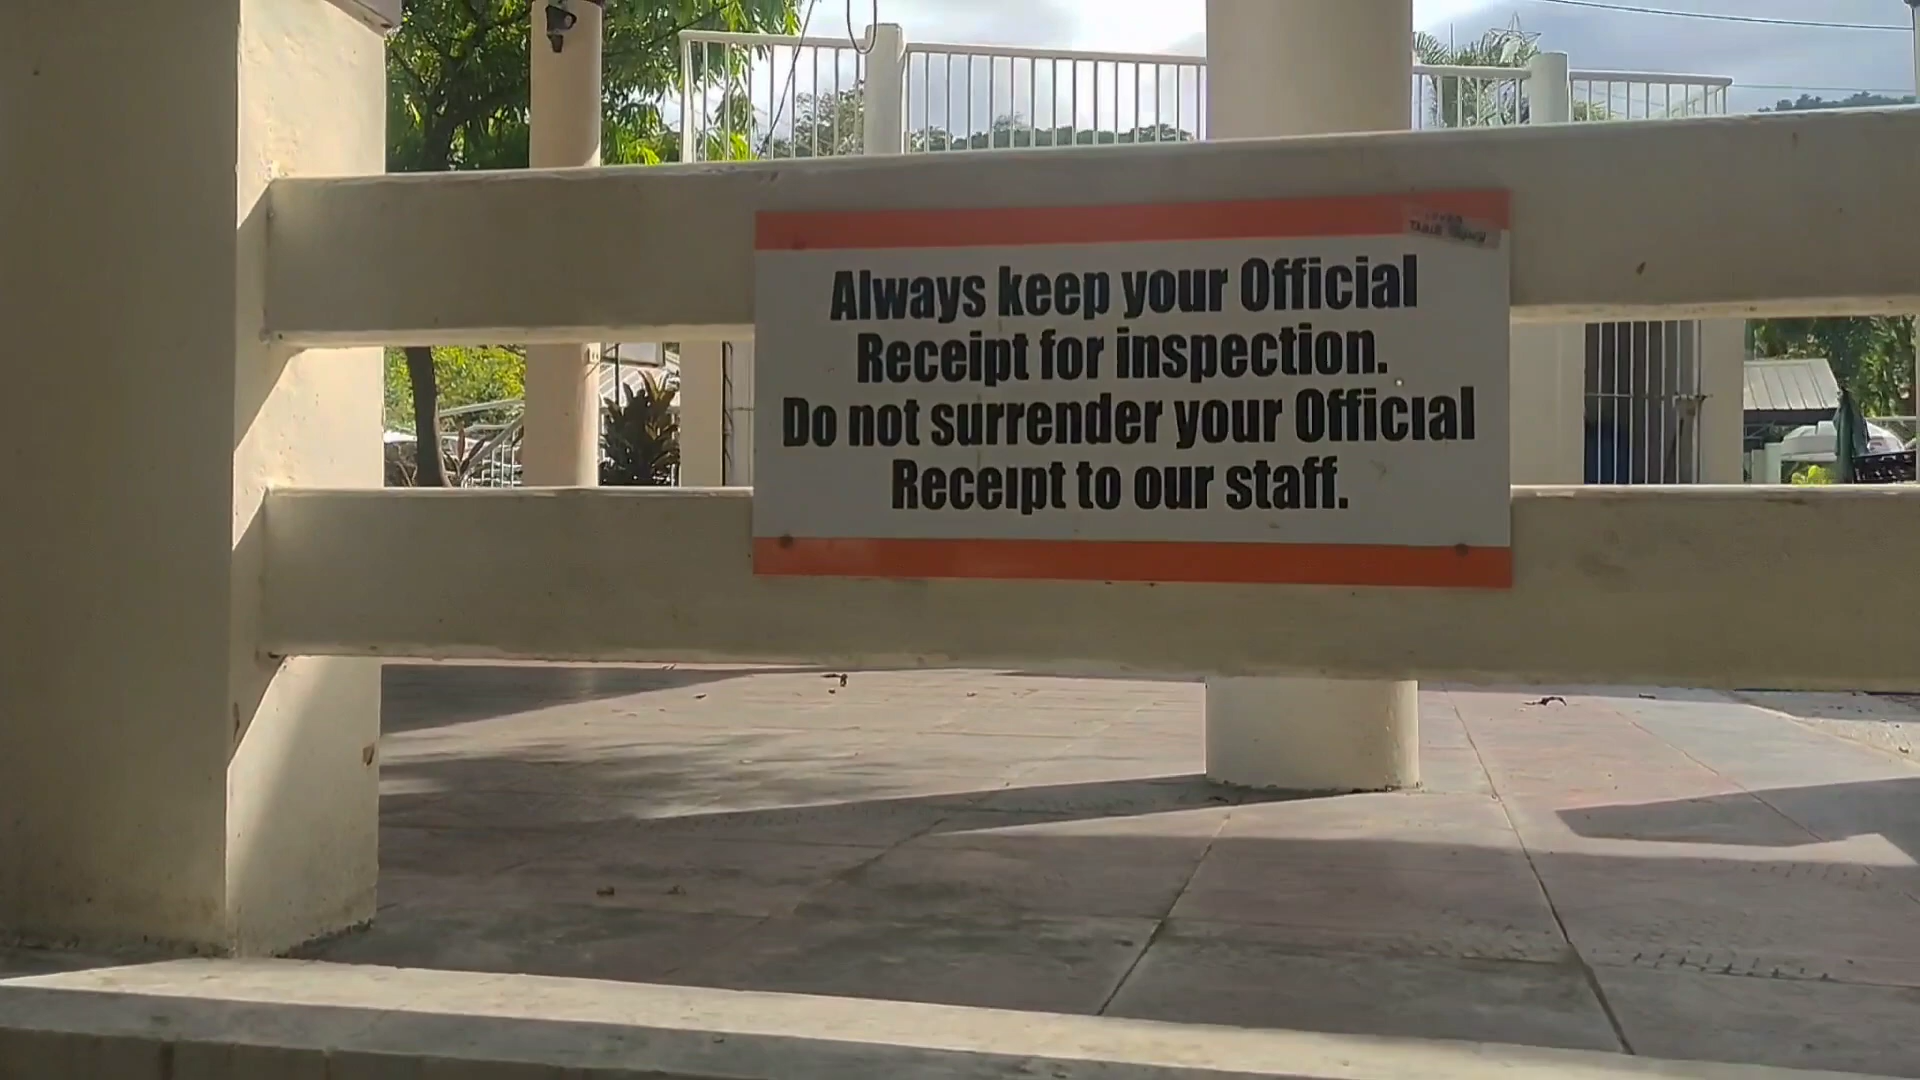 Always keep your Official
Receipt for inspection.
Do not surrender your Official
Receipt to our staff.